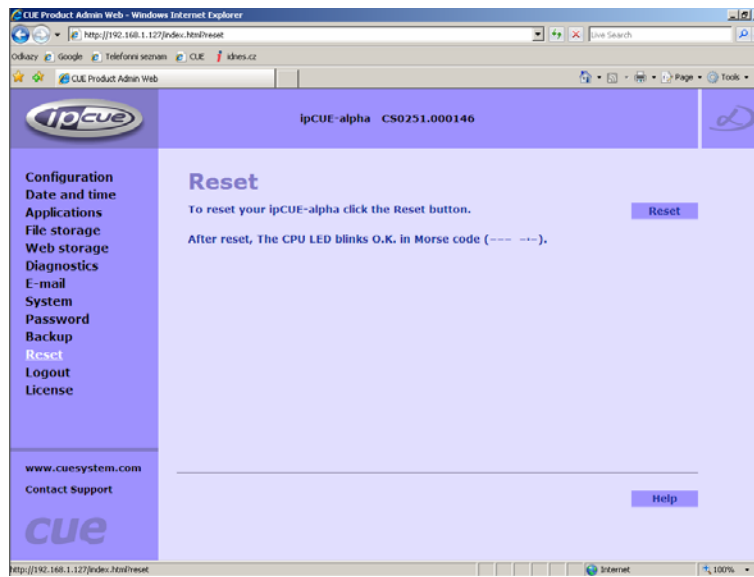 CUE Product Admin Web - Windows Internet Explorer
http://192.168.1.127/index.html?reset
Live Search
Odkazy Google Telefonni seznam CUE idnes.cz
CUE Product Admin Web
Page Tools
ipcue
ipCUE-alpha CS0251.000146
Configuration
Date and time
Applications
File storage
Web storage
Diagnostics
E-mail
System
Password
Backup
Reset
Logout
License
Reset
To reset your ipCUE-alpha click the Reset button.
Reset
After reset, The CPU LED blinks O.K. in Morse code (--- -·-).
www.cuesystem.com
Contact Support
cue
Help
http://192.168.1.127/index.html?reset
Internet
100%